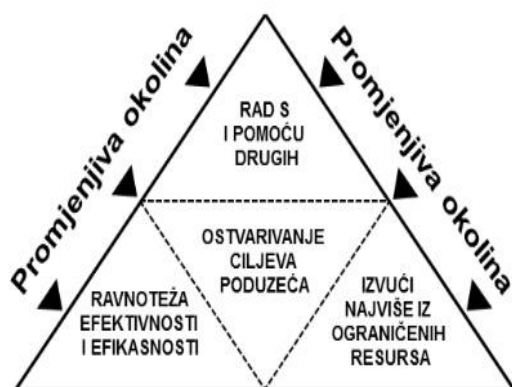 Promjenjiva okolina
Promjenjiva okolina
RAD S
I POMOĆU
DRUGIH
OSTVARIVANJE
CILJEVA
PODUZEĆA
RAVNOTEŽA
EFEKTIVNOSTI
I EFIKASNOSTI
IZVUĆI
NAJVIŠE IZ
OGRANIČENIH
RESURSA